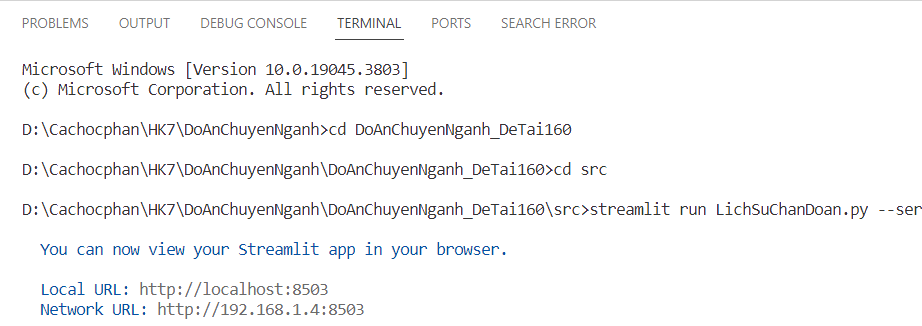 PROBLEMS OUTPUT DEBUG CONSOLE TERMINAL PORTS SEARCH ERROR
Microsoft Windows [Version 10.0.19045.3803]
(c) Microsoft Corporation. All rights reserved.
D:\Cachocphan\HK7\DoAnChuyenNganh>cd DoAnChuyenNganh_DeTai160
D:\Cachocphan\HK7\DoAnChuyenNganh\DoAnChuyenNganh_DeTai160>cd src
D:\Cachocphan\HK7\DoAnChuyenNganh\DoAnChuyenNganh_DeTai160\src>streamlit run LichSuChanDoan.py --ser
You can now view your Streamlit app in your browser.
Local URL: http://localhost:8503
Network URL: http://192.168.1.4:8503